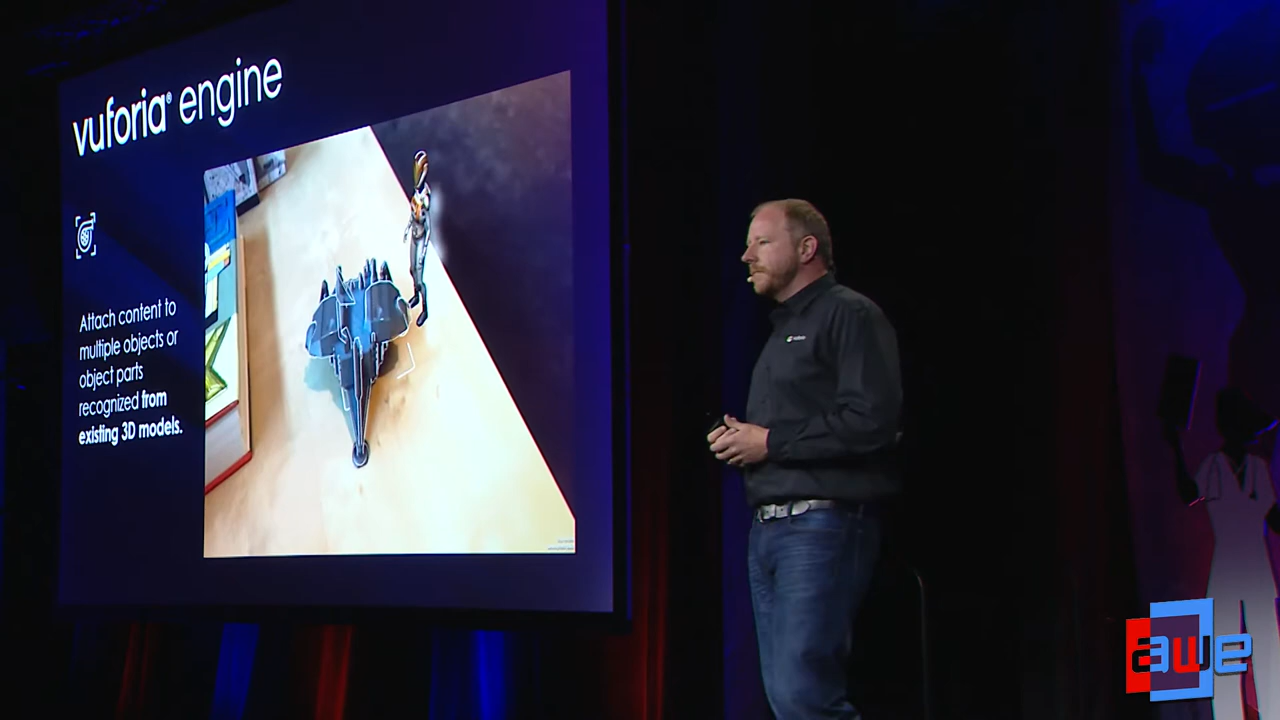 vuforia® engine
Attach content to
multiple objects or
object parts
recognized from
existing 3D models.
awe